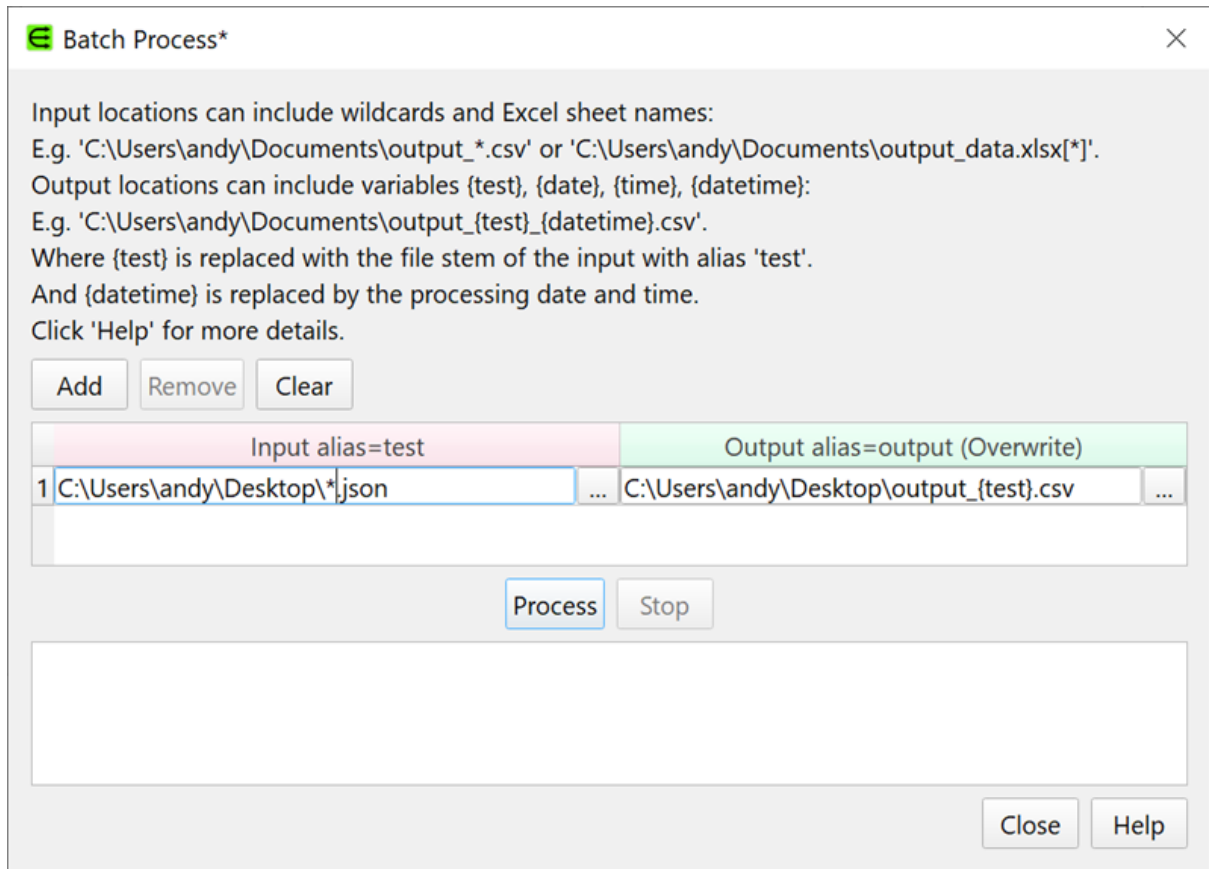 Batch Process*
Input locations can include wildcards and Excel sheet names:
E.g. 'C:\Users\andy\Documents\output_*.csv' or 'C:\Users\andy\Documents\output_data.xlsx[*]'.
Output locations can include variables {test}, {date}, {time}, {datetime}:
E.g. 'C:\Users\andy\Documents\output_{test}_{datetime}.csv'.
Where {test} is replaced with the file stem of the input with alias 'test'.
And {datetime} is replaced by the processing date and time.
Click 'Help' for more details.
Add Remove Clear
Input alias=test Output alias=output (Overwrite)
1 C:\Users\andy\Desktop\*.json ... C:\Users\andy\Desktop\output_{test}.csv ...
Process Stop
Close Help